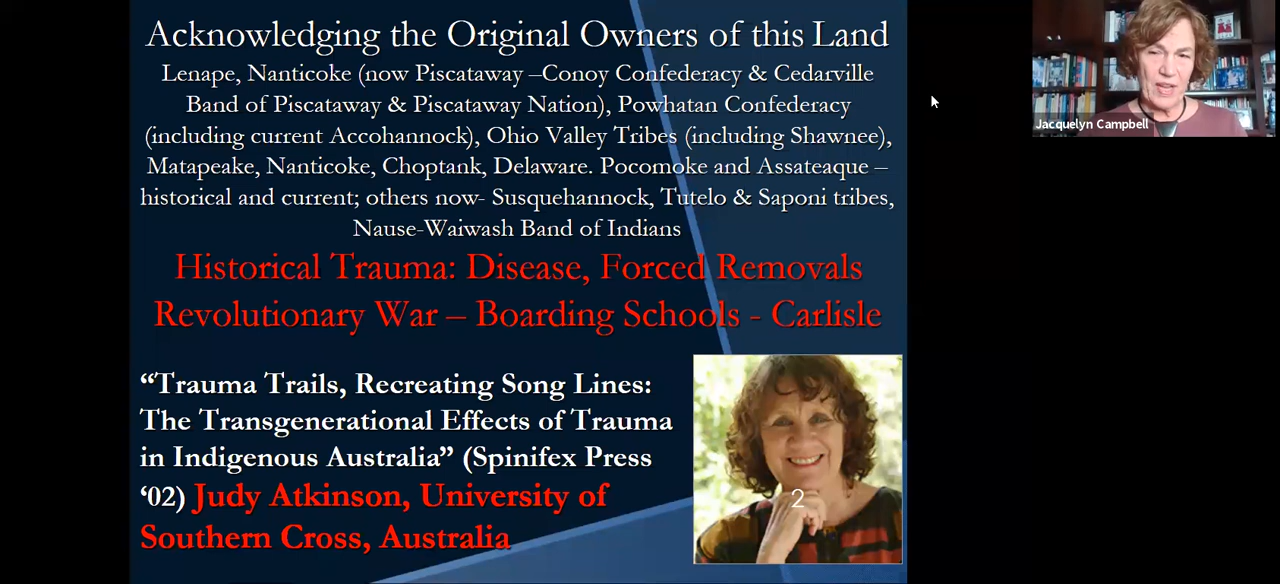 Acknowledging the Original Owners of this Land
Lenape, Nanticoke (now Piscataway –Conoy Confederacy & Cedarville
Band of Piscataway & Piscataway Nation), Powhatan Confederacy
(including current Accohannock), Ohio Valley Tribes (including Shawnee),
Matapeake, Nanticoke, Choptank, Delaware. Pocomoke and Assateaque –
historical and current; others now- Susquehannock, Tutelo & Saponi tribes,
Nause-Waiwash Band of Indians
Historical Trauma: Disease, Forced Removals
Revolutionary War – Boarding Schools - Carlisle
“Trauma Trails, Recreating Song Lines:
The Transgenerational Effects of Trauma
in Indigenous Australia” (Spinifex Press
‘02) Judy Atkinson, University of
Southern Cross, Australia
2
Jacquelyn Campbell